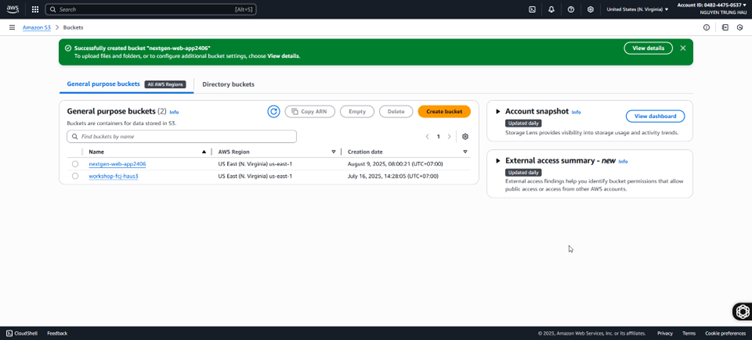 aws
Search [Alt+S] United States (N. Virginia) Account ID: 0482-4475-0537
NGUYEN TRUNG HAU
Amazon S3 > Buckets
Successfully created bucket "nextgen-web-app2406"
To upload files and folders, or to configure additional bucket settings, choose View details.
View details
General purpose buckets All AWS Regions Directory buckets
General purpose buckets (2) Info
Copy ARN Empty Delete Create bucket
Buckets are containers for data stored in S3.
Find buckets by name
1
Name AWS Region Creation date
nextgen-web-app2406 US East (N. Virginia) us-east-1 August 9, 2025, 08:00:21 (UTC+07:00)
workshop-fcj-haus3 US East (N. Virginia) us-east-1 July 16, 2025, 14:28:05 (UTC+07:00)
Account snapshot Info View dashboard
Updated daily
Storage Lens provides visibility into storage usage and activity trends.
External access summary - new Info
Updated daily
External access findings help you identify bucket permissions that allow
public access or access from other AWS accounts.
CloudShell Feedback © 2025, Amazon Web Services, Inc. or its affiliates. Privacy Terms Cookie preferences